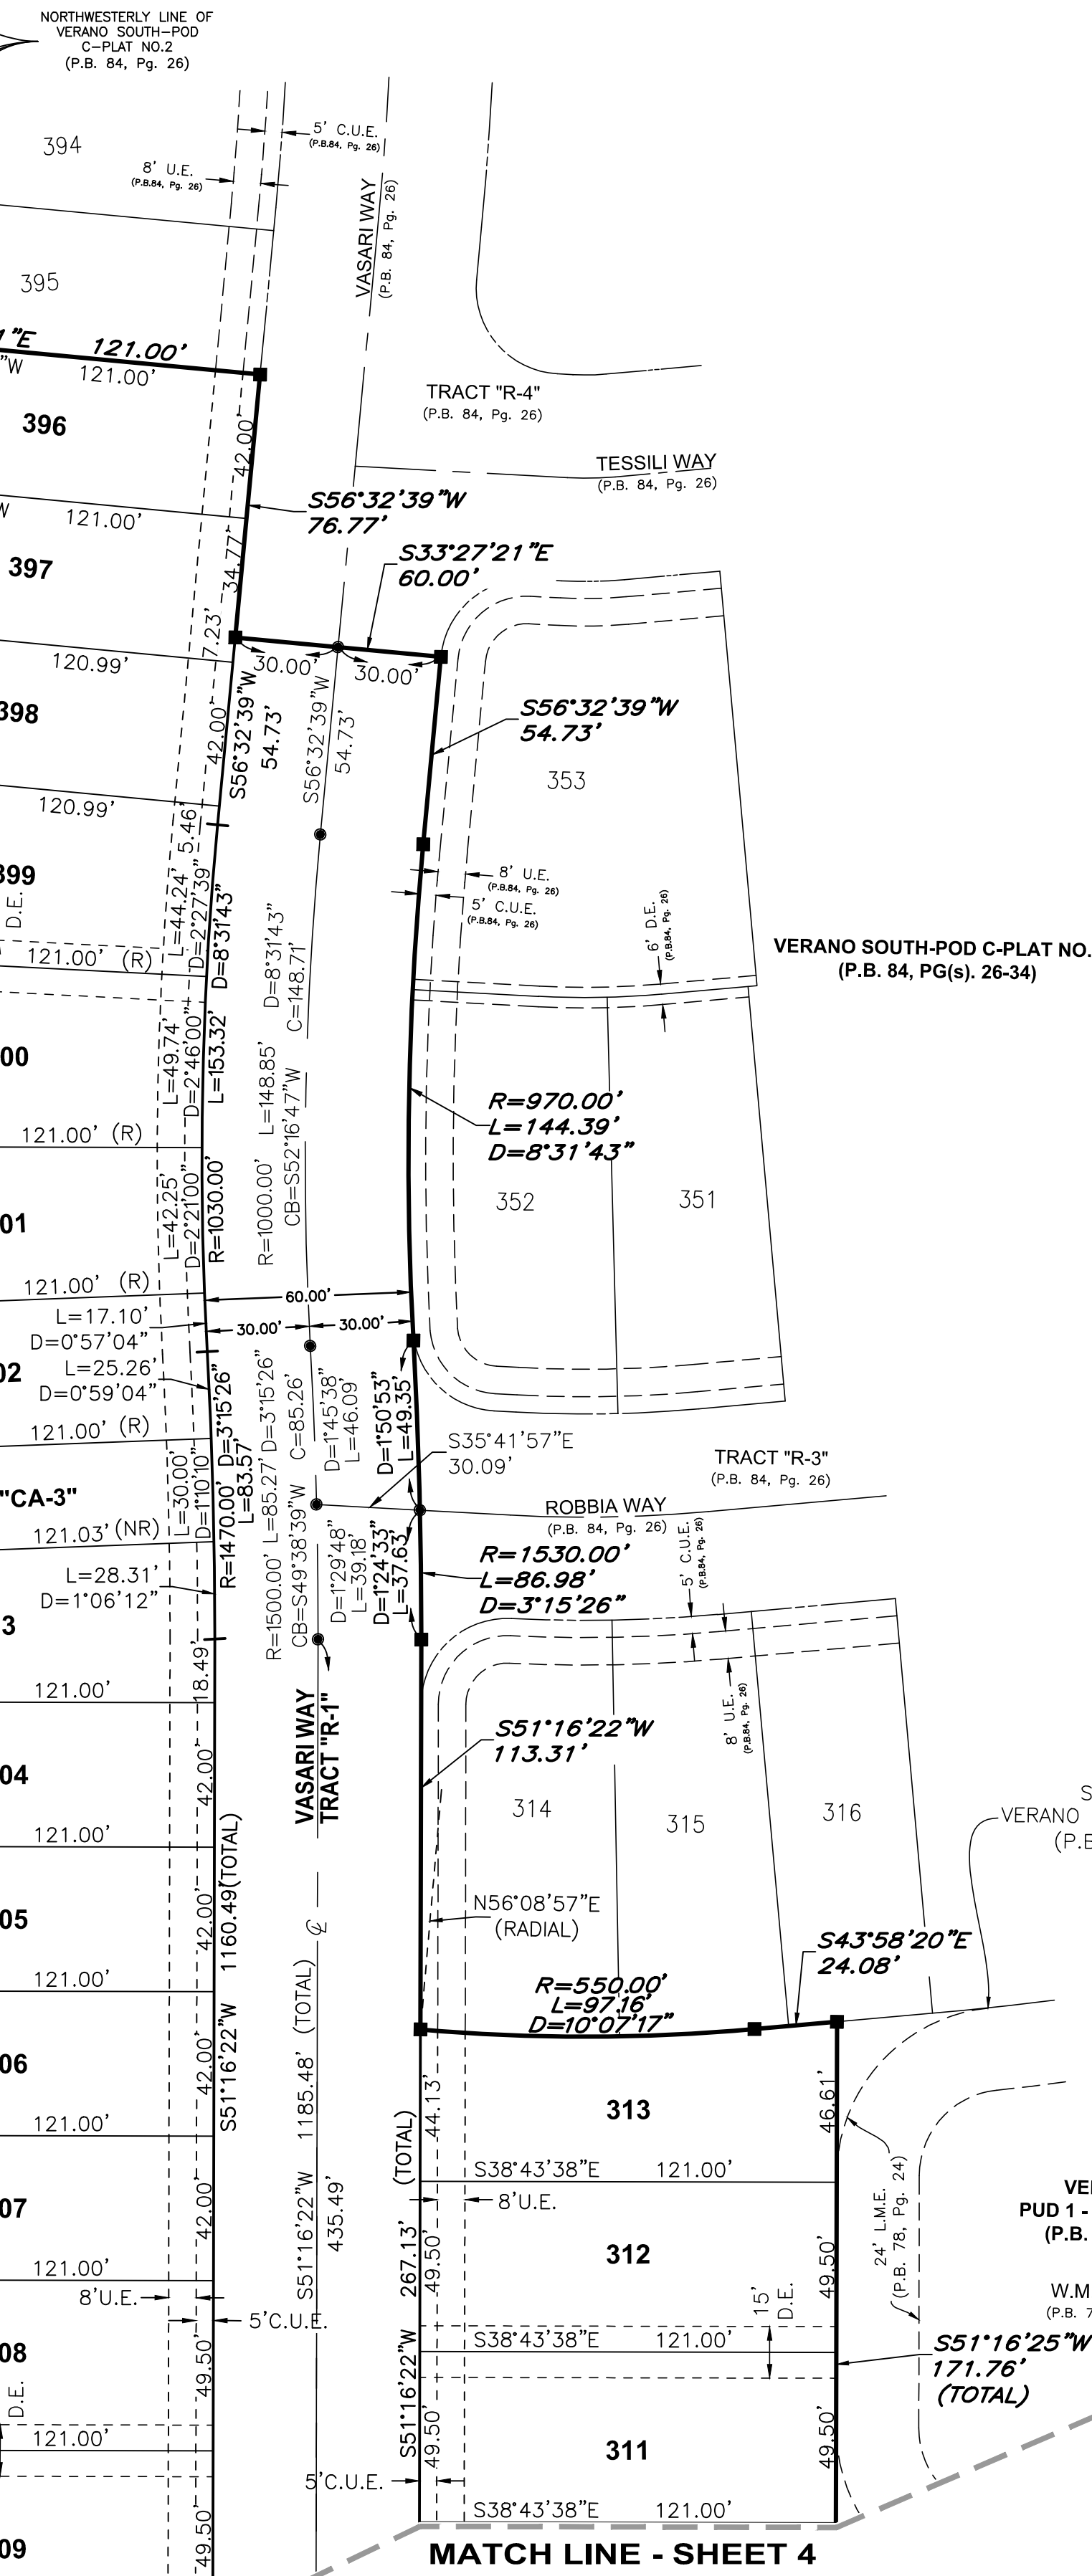 NORTHWESTERLY LINE OF
VERANO SOUTH-POD
C-PLAT NO.2
(P.B. 84, Pg. 26)
394
5' C.U.E.
(P.B.84, Pg. 26)
8' U.E.
(P.B.84, Pg. 26)
VASARI WAY
(P.B. 84, Pg. 26)
395
1"E 121.00'
"W 121.00'
TRACT "R-4"
(P.B. 84, Pg. 26)
396
42.00'
TESSILI WAY
(P.B. 84, Pg. 26)
S56°32'39"W
76.77'
W 121.00'
34.77'
S33°27'21"E
60.00'
397
7.23'
120.99'
30.00'
30.00'
S56°32'39"W
54.73'
S56°32'39"W
54.73'
S56°32'39"W
54.73'
398
42.00'
353
120.99'
5.46'
399
D.E.
L=44.24'
D=2°27'39"
D=8°31'43"
L=153.32'
R=1030.00'
D=8°31'43"
C=148.71'
L=148.85'
R=1000.00'
CB=S52°16'47"W
8' U.E.
(P.B.84, Pg. 26)
5' C.U.E.
(P.B.84, Pg. 26)
6' D.E.
(P.B.84, Pg. 26)
VERANO SOUTH-POD C-PLAT NO.
(P.B. 84, PG(s). 26-34)
121.00' (R)
00
L=49.74'
D=2°46'00"
R=970.00'
L=144.39'
D=8°31'43"
121.00' (R)
352
351
01
L=42.25'
D=2°21'00"
121.00' (R)
60.00'
L=17.10'
D=0°57'04"
30.00'
30.00'
02
L=25.26'
D=0°59'04"
121.00' (R)
D=3°15'26"
L=83.57'
R=1470.00'
R=1500.00' L=85.27' D=3°15'26"
CB=S49°38'39"W C=85.26'
D=1°45'38"
L=46.09'
D=1°50'53"
L=49.35'
S35°41'57"E
30.09'
TRACT "R-3"
(P.B. 84, Pg. 26)
"CA-3"
L=30.00'
D=1°10'10"
ROBBIA WAY
(P.B. 84, Pg. 26)
121.03' (NR)
D=1°29'48"
L=39.18'
D=1°24'33"
L=37.63'
R=1530.00'
L=86.98'
D=3°15'26"
5' C.U.E.
(P.B.84, Pg. 26)
L=28.31'
D=1°06'12"
3
18.49'
121.00'
VASARI WAY
TRACT "R-1"
S51°16'22"W
113.31'
8' U.E.
(P.B.84, Pg. 26)
04
42.00'
314
315
316
S
VERANO
(P.B
121.00'
S51°16'22"W 1160.49'(TOTAL)
05
42.00'
N56°08'57"E
(RADIAL)
S43°58'20"E
24.08'
121.00'
R=550.00'
L=97.16'
D=10°07'17"
S51°16'22"W 1185.48' (TOTAL)
435.49'
06
42.00'
44.13'
313
46.61'
121.00'
S51°16'22"W 267.13' (TOTAL)
S38°43'38"E 121.00'
07
42.00'
8'U.E.
24' L.M.E.
(P.B. 78, Pg. 24)
VE
PUD 1 -
(P.B.
49.50'
312
49.50'
121.00'
8'U.E.
5'C.U.E.
15'
D.E.
W.M
(P.B. 7
S38°43'38"E 121.00'
S51°16'25"W
171.76'
(TOTAL)
08
49.50'
D.E.
121.00'
49.50'
311
49.50'
5'C.U.E.
S38°43'38"E 121.00'
09
49.50'
MATCH LINE - SHEET 4